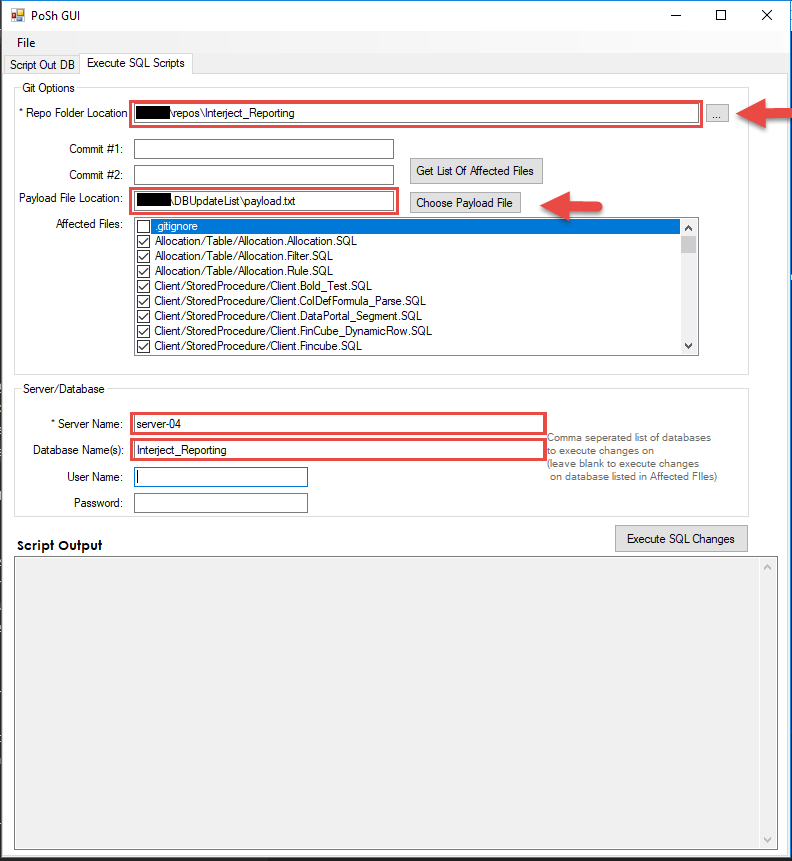 PoSh GUI
File
Script Out DB
Execute SQL Scripts
Git Options
* Repo Folder Location
\repos\Interject_Reporting
...
Commit #1:
Commit #2:
Get List Of Affected Files
Payload File Location:
\DBUpdateList\payload.txt
Choose Payload File
Affected Files:
.gitignore
Allocation/Table/Allocation.Allocation.SQL
Allocation/Table/Allocation.Filter.SQL
Allocation/Table/Allocation.Rule.SQL
Client/StoredProcedure/Client.Bold_Test.SQL
Client/StoredProcedure/Client.ColDefFormula_Parse.SQL
Client/StoredProcedure/Client.DataPortal_Segment.SQL
Client/StoredProcedure/Client.FinCube_DynamicRow.SQL
Client/StoredProcedure/Client.Fincube.SQL
Server/Database
* Server Name:
server-04
Database Name(s):
Interject_Reporting
Comma seperated list of databases
to execute changes on
(leave blank to execute changes
on database listed in Affected FIles)
User Name:
Password:
Execute SQL Changes
Script Output